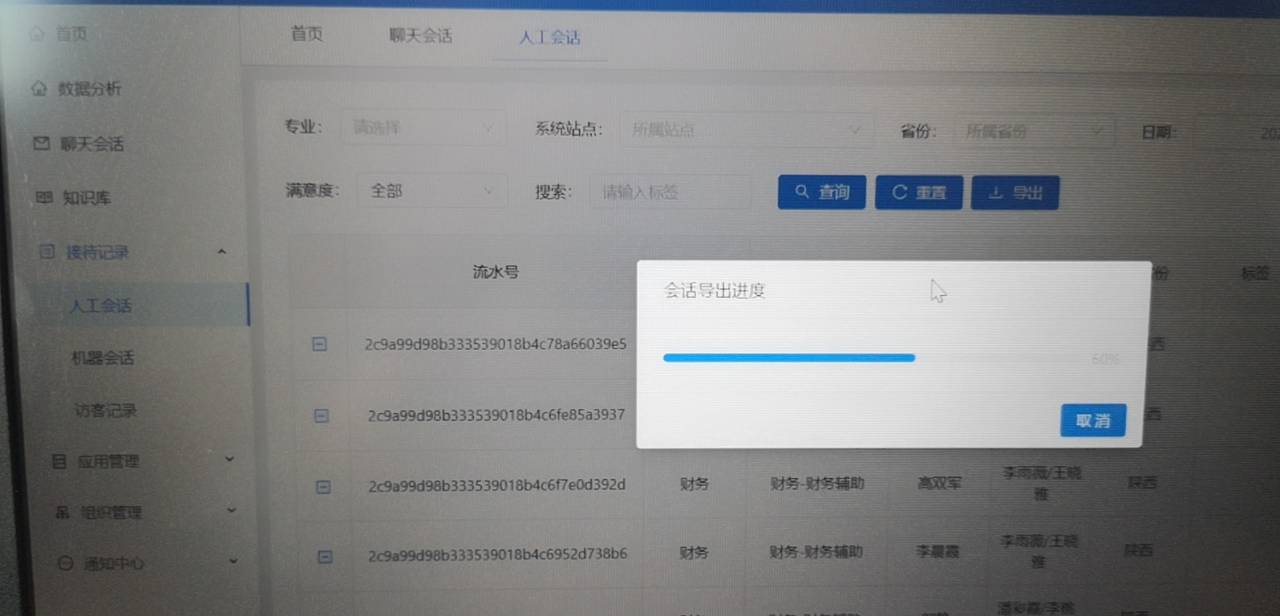 首页
数据分析
聊天会话
知识库
接待记录
人工会话
机器会话
访客记录
应用管理
组织管理
通知中心
首页 聊天会话 人工会话
专业: 请选择 系统站点: 所属站点 省份: 所属省份 日期: 20
满意度: 全部 搜索: 请输入标签 查询 重置 导出
流水号 份 标签
会话导出进度
60%
取消
2c9a99d98b333539018b4c78a66039e5 西
2c9a99d98b333539018b4c6fe85a3937 西
2c9a99d98b333539018b4c6f7e0d392d 财务 财务-财务辅助 高双军 李雨薇/王晓雅 陕西
2c9a99d98b333539018b4c6952d738b6 财务 财务-财务辅助 李晨霞 李雨薇/王晓雅 陕西